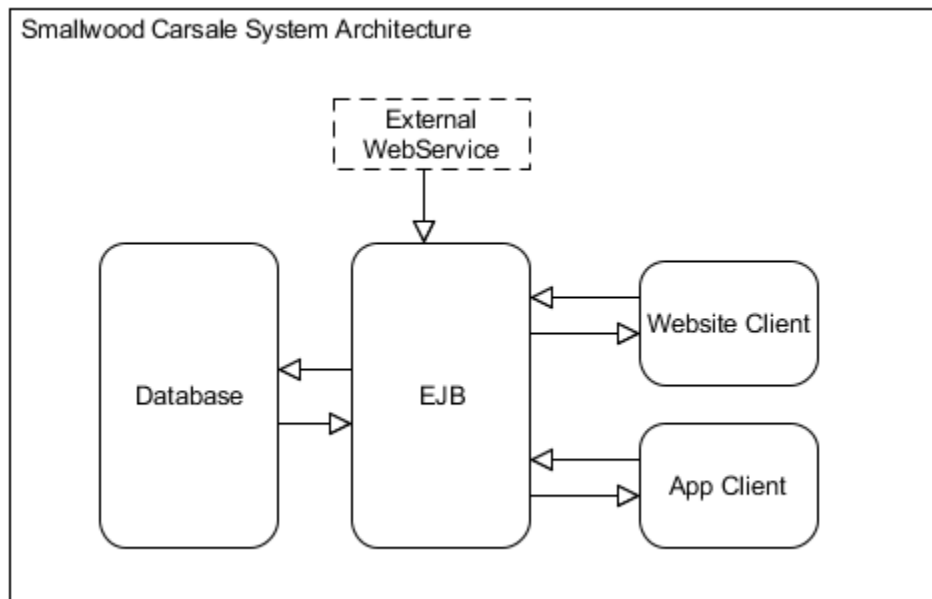 Smallwood Carsale System Architecture
External
WebService
Website Client
Database
EJB
App Client